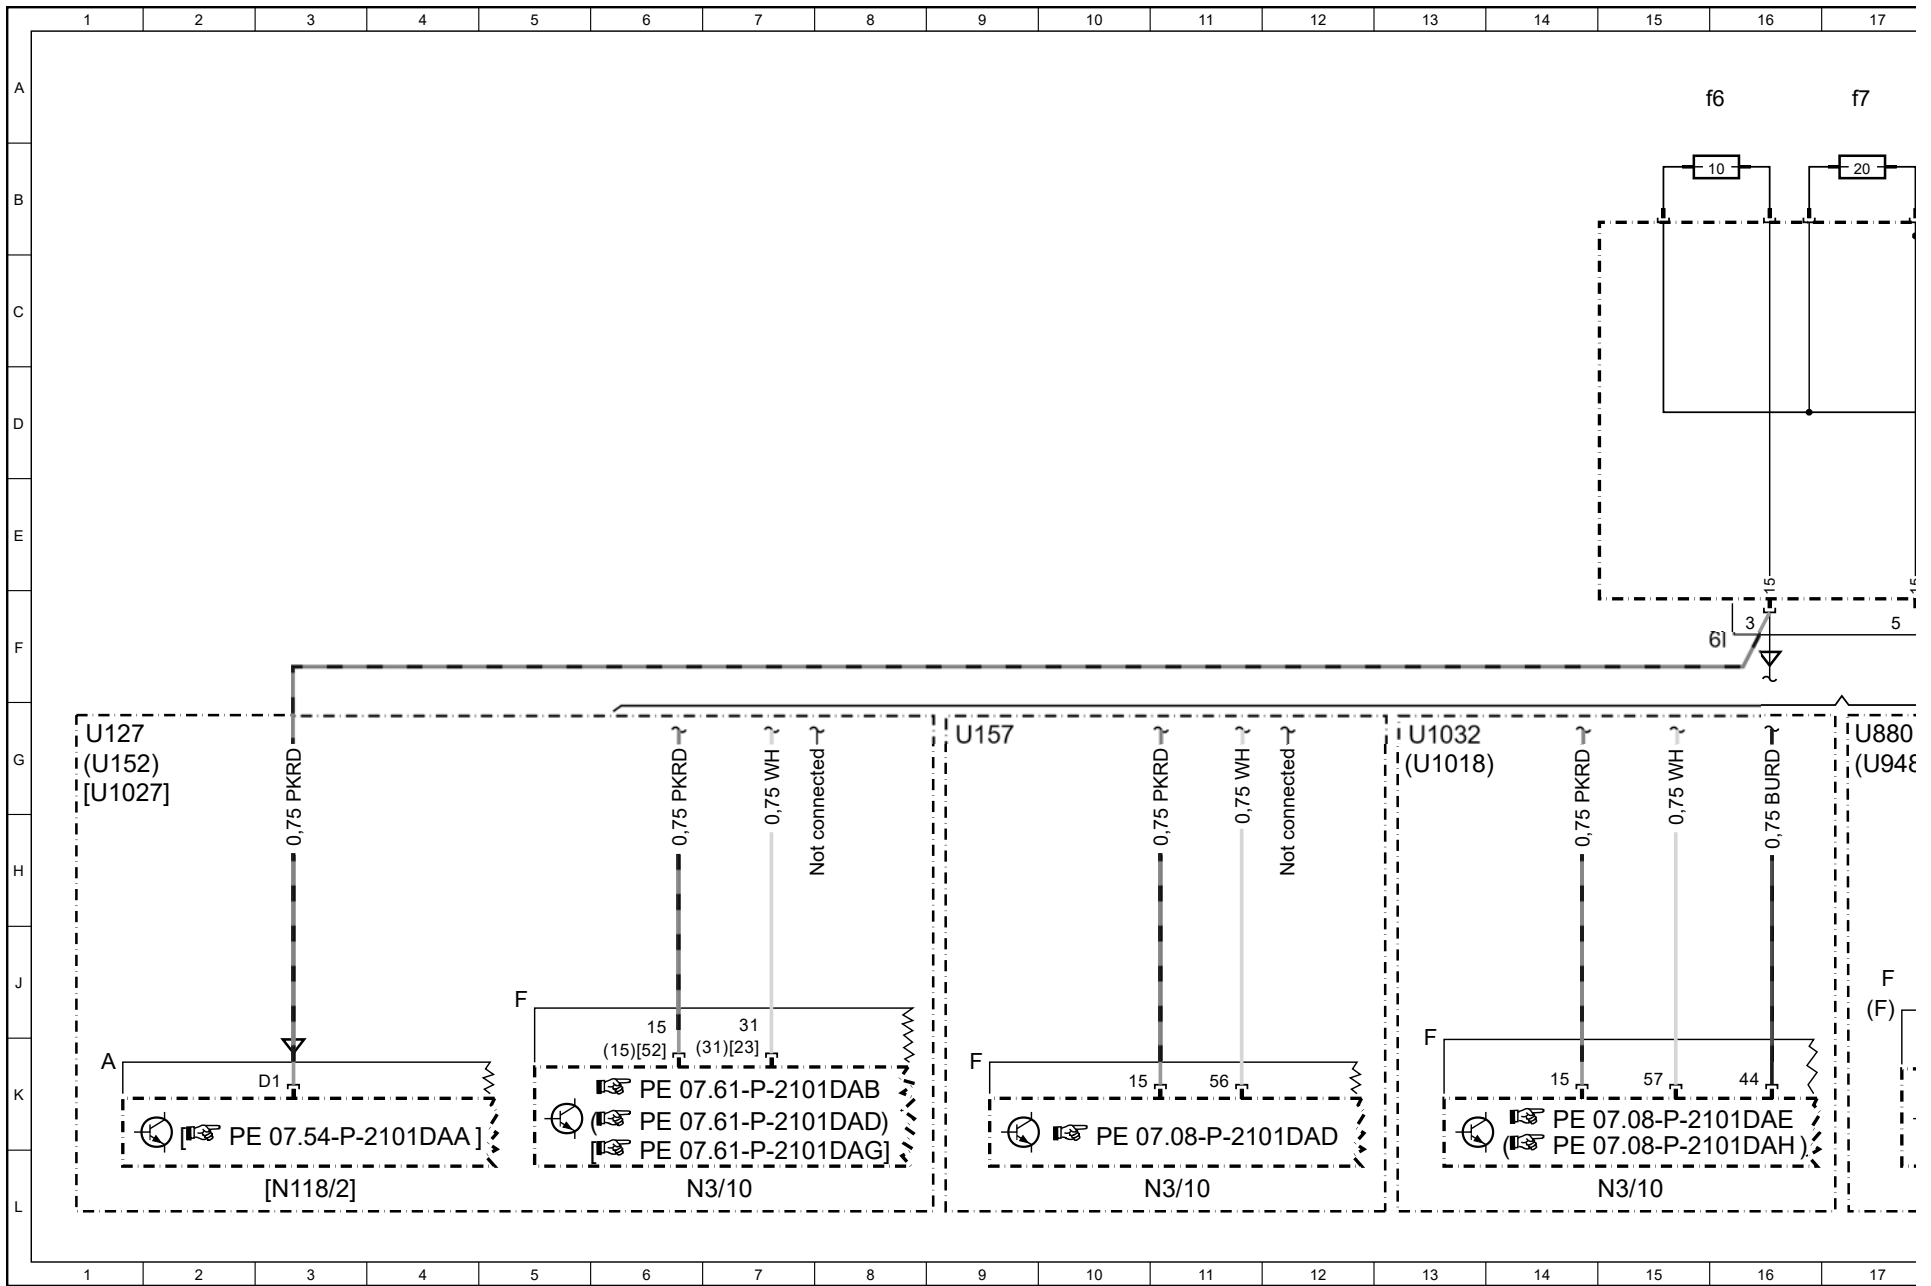 1 2 3 4 5 6 7 8 9 10 11 12 13 14 15 16 17
A
f6 f7
10 20
B
C
D
E
15 15
3 5
6l
F
U127
(U152)
[U1027]
U157
U1032
(U1018)
U880
(U948
G
0,75 PKRD
0,75 PKRD
0,75 WH
Not connected
0,75 PKRD
0,75 WH
Not connected
0,75 PKRD
0,75 WH
0,75 BURD
H
J
F
(F)
F
15 31
(15)[52] (31)[23]
A
D1
F
15 56
F
15 57 44
K
[ PE 07.54-P-2101DAA ]
PE 07.61-P-2101DAB
( PE 07.61-P-2101DAD)
[ PE 07.61-P-2101DAG]
PE 07.08-P-2101DAD
PE 07.08-P-2101DAE
( PE 07.08-P-2101DAH )
[N118/2] N3/10 N3/10 N3/10
L
1 2 3 4 5 6 7 8 9 10 11 12 13 14 15 16 17